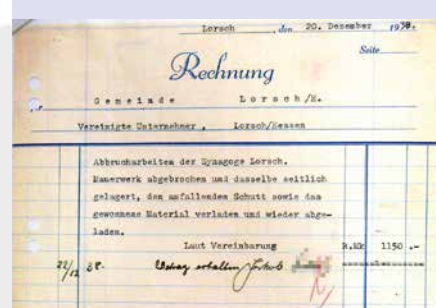 Lorsch, den 20. Dezember 1938.
Seite
Rechnung
Gemeinde Lorsch/H.
Vereinigte Unternehmer, Lorsch/Hessen
Abbrucharbeiten der Synagoge Lorsch.
Mauerwerk abgebrochen und dasselbe seitlich
gelagert, den anfallenden Schutt sowie das
gewonnene Material verladen und wieder abge-
laden.
Laut Vereinbarung R.Mk 1150 .-
22/12 38. Betrag erhalten Jakob